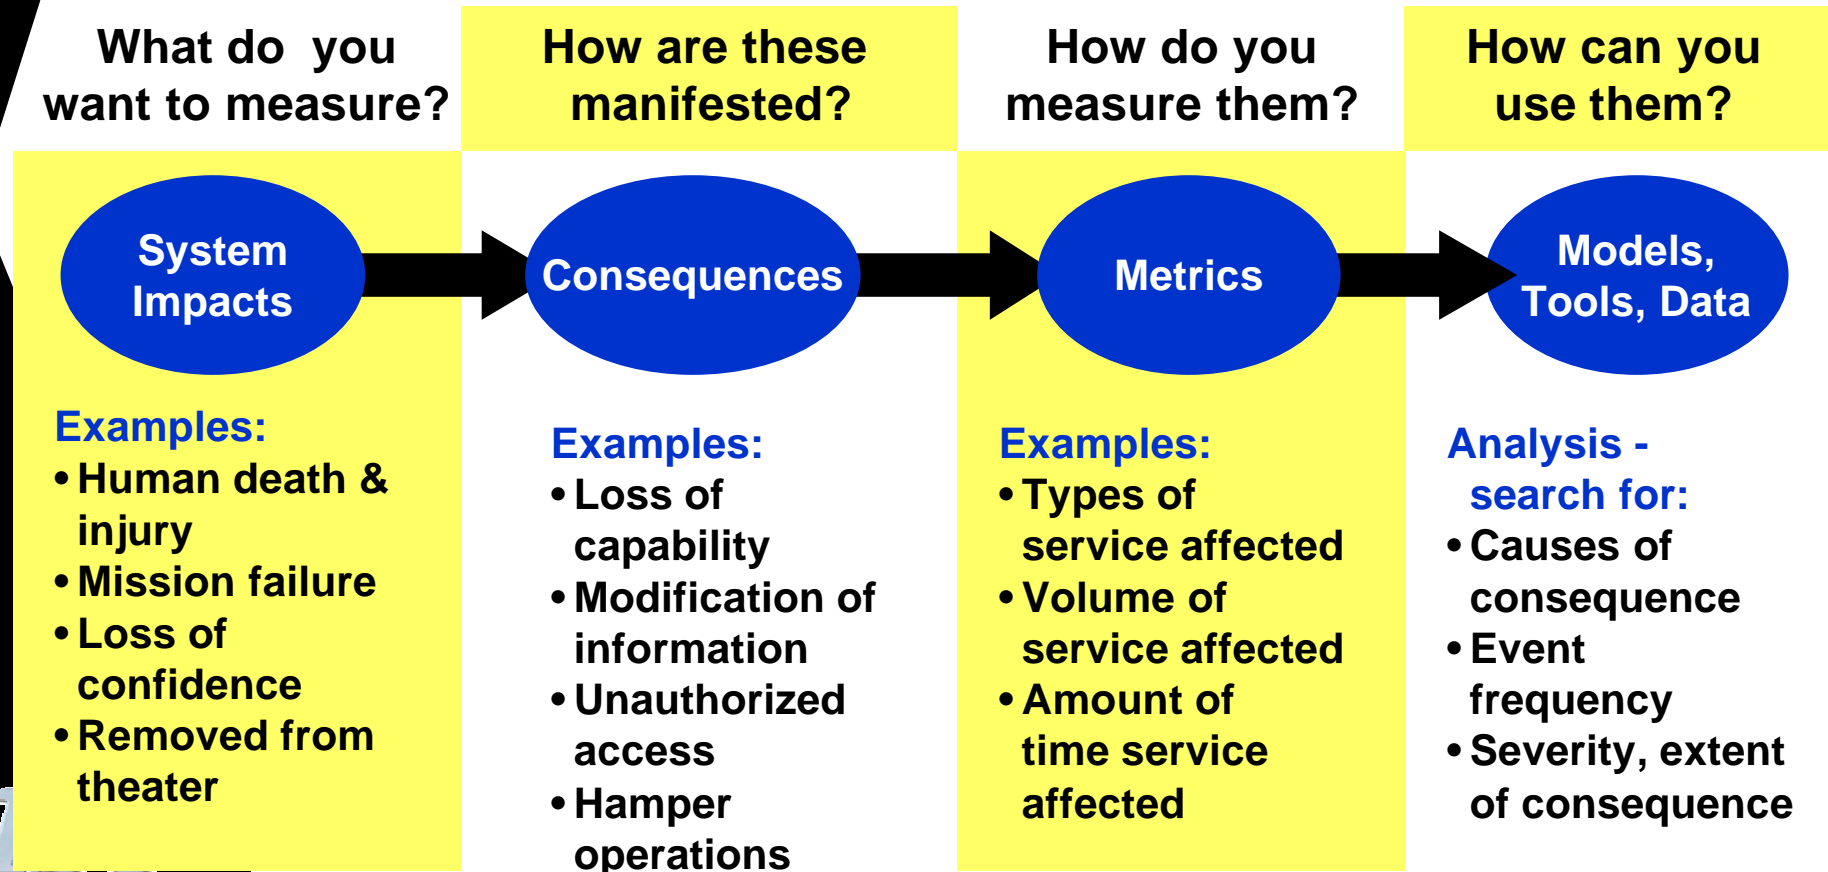 What do you
want to measure?
How are these
manifested?
How do you
measure them?
How can you
use them?
System
Impacts
Consequences
Metrics
Models,
Tools, Data
Examples:
• Human death &
injury
• Mission failure
• Loss of
confidence
• Removed from
theater
Examples:
• Loss of
capability
• Modification of
information
• Unauthorized
access
• Hamper
operations
Examples:
• Types of
service affected
• Volume of
service affected
• Amount of
time service
affected
Analysis -
search for:
• Causes of
consequence
• Event
frequency
• Severity, extent
of consequence